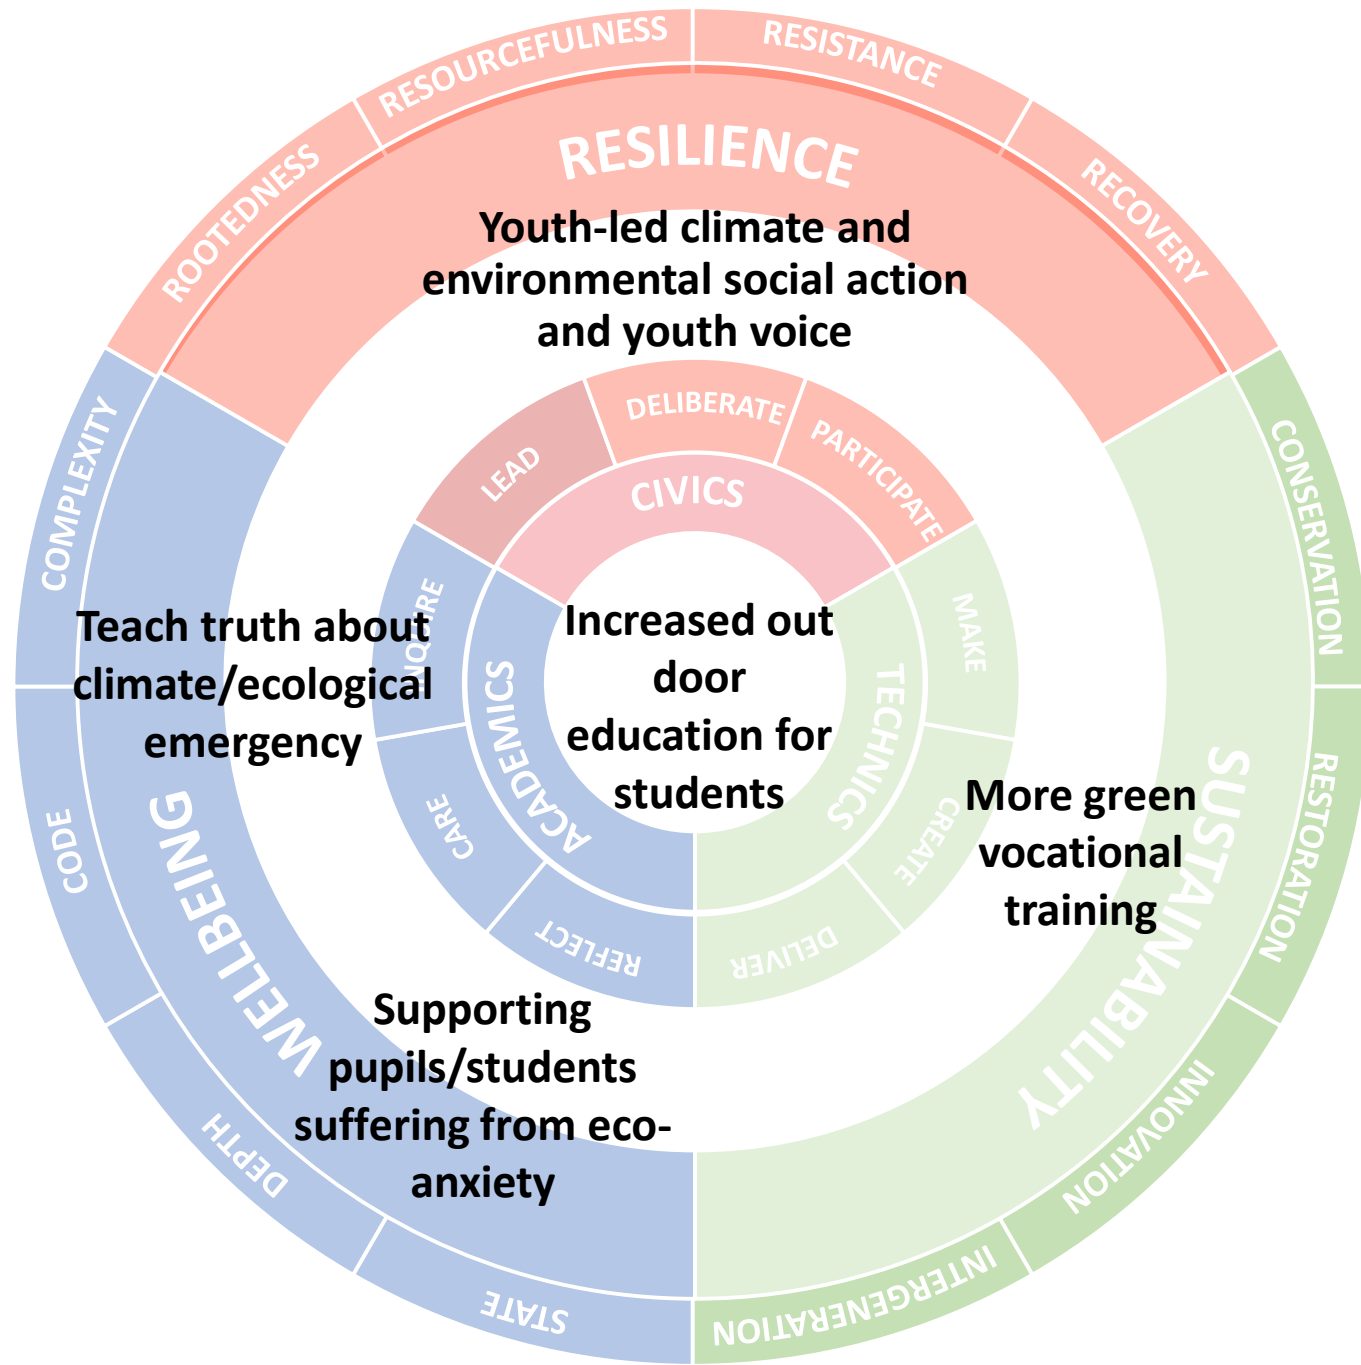 RESOURCEFULNESS
RESISTANCE
ROOTEDNESS
RECOVERY
RESILIENCE
Youth-led climate and
environmental social action
and youth voice
DELIBERATE
LEAD
PARTICIPATE
CIVICS
COMPLEXITY
CONSERVATION
INQUIRE
MAKE
Teach truth about
climate/ecological
emergency
Increased out
door
education for
students
ACADEMICS
TECHNICS
CODE
CARE
CREATE
RESTORATION
WELLBEING
SUSTAINABILITY
More green
vocational
training
REFLECT
DELIVER
Supporting
pupils/students
suffering from eco-
anxiety
DEPTH
INNOVATION
STATE
INTERGENERATION